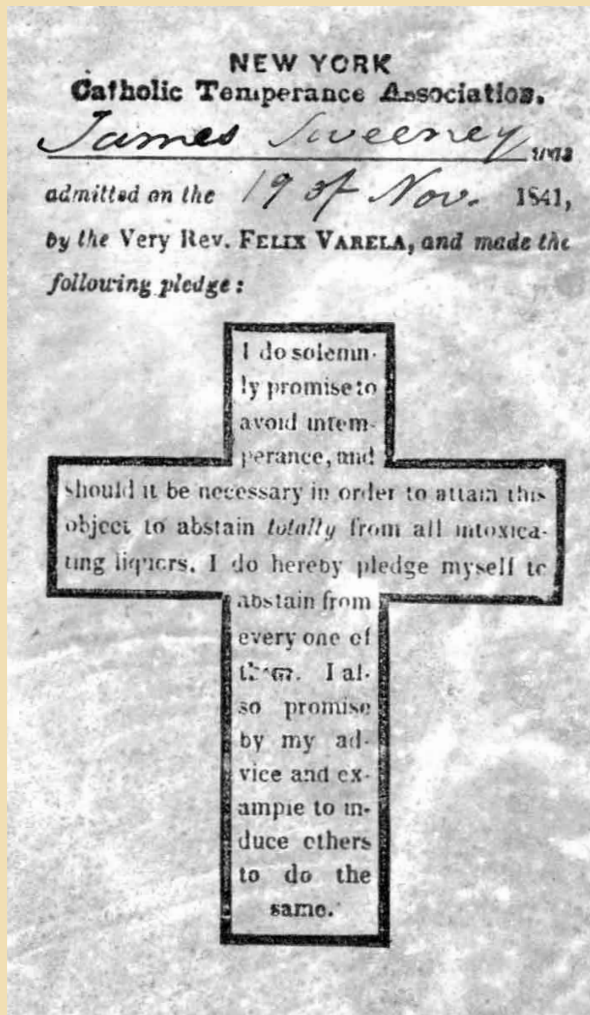 NEW YORK
Catholic Temperance Association.
James Sweeney was
admitted on the 19 of Nov. 1841,
by the Very Rev. FELIX VARELA, and made the
following pledge:
I do solemn-
ly promise to
avoid intem-
perance, and
should it be necessary in order to attain this
object to abstain totally from all intoxica-
ting liquors, I do hereby pledge myself to
abstain from
every one of
them. I al-
so promise
by my ad-
vice and ex-
ample to in-
duce others
to do the
same.